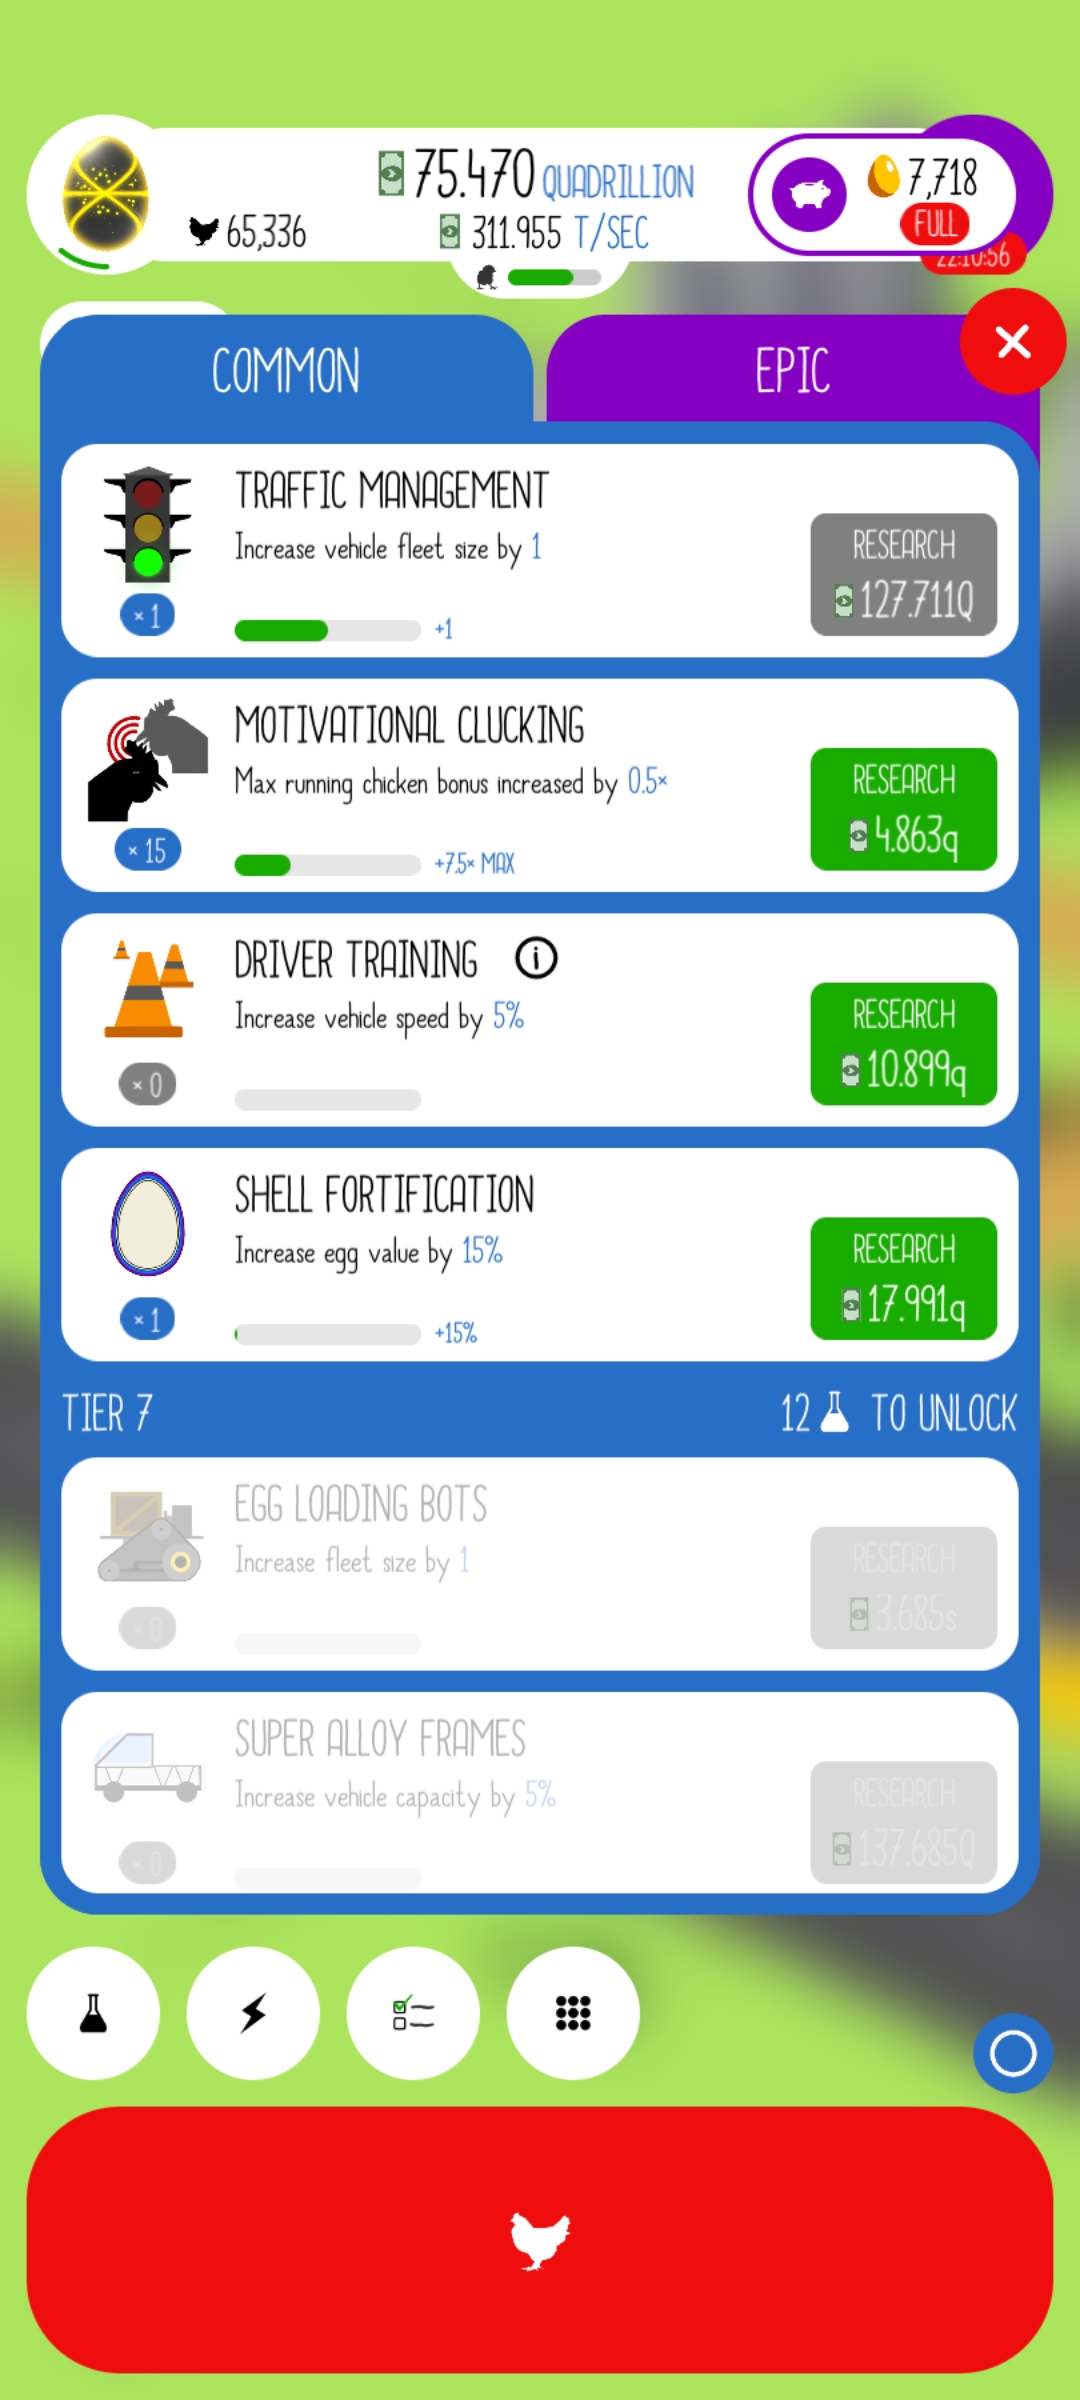 75.470 QUADRILLION
7,718
65,336
311.955 T/SEC
FULL
22:10:56
COMMON
EPIC
TRAFFIC MANAGEMENT
Increase vehicle fleet size by 1
RESEARCH
127.711Q
× 1
+1
MOTIVATIONAL CLUCKING
Max running chicken bonus increased by 0.5×
RESEARCH
4.863q
× 15
+7.5× MAX
DRIVER TRAINING
Increase vehicle speed by 5%
RESEARCH
10.899q
× 0
SHELL FORTIFICATION
Increase egg value by 15%
RESEARCH
17.991q
× 1
+15%
TIER 7
12 TO UNLOCK
EGG LOADING BOTS
Increase fleet size by 1
RESEARCH
3.685s
× 0
SUPER ALLOY FRAMES
Increase vehicle capacity by 5%
RESEARCH
137.685Q
× 0